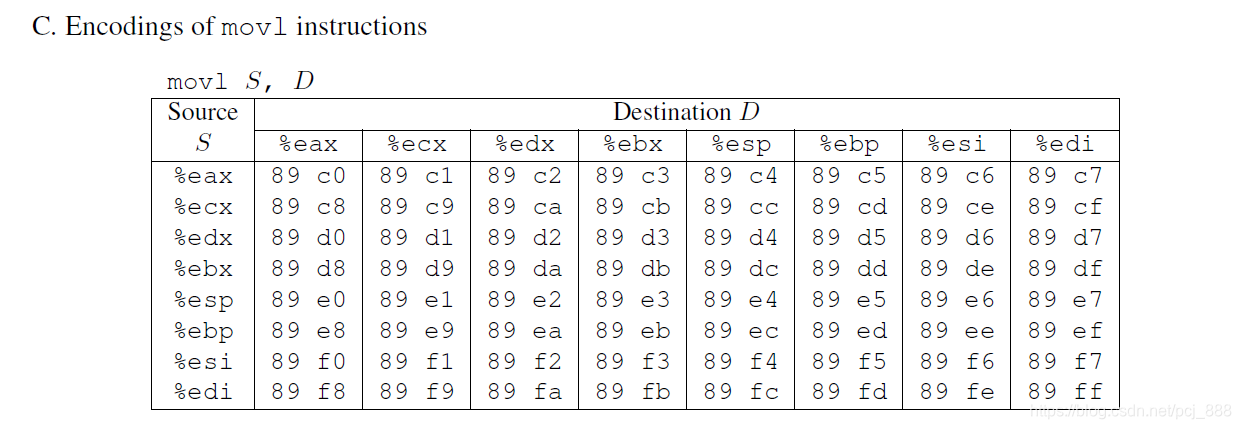 C. Encodings of movl instructions
movl S, D
Source Destination D
S %eax %ecx %edx %ebx %esp %ebp %esi %edi
%eax 89 c0 89 c1 89 c2 89 c3 89 c4 89 c5 89 c6 89 c7
%ecx 89 c8 89 c9 89 ca 89 cb 89 cc 89 cd 89 ce 89 cf
%edx 89 d0 89 d1 89 d2 89 d3 89 d4 89 d5 89 d6 89 d7
%ebx 89 d8 89 d9 89 da 89 db 89 dc 89 dd 89 de 89 df
%esp 89 e0 89 e1 89 e2 89 e3 89 e4 89 e5 89 e6 89 e7
%ebp 89 e8 89 e9 89 ea 89 eb 89 ec 89 ed 89 ee 89 ef
%esi 89 f0 89 f1 89 f2 89 f3 89 f4 89 f5 89 f6 89 f7
%edi 89 f8 89 f9 89 fa 89 fb 89 fc 89 fd 89 fe 89 ff
https://blog.csdn.net/pcj_888